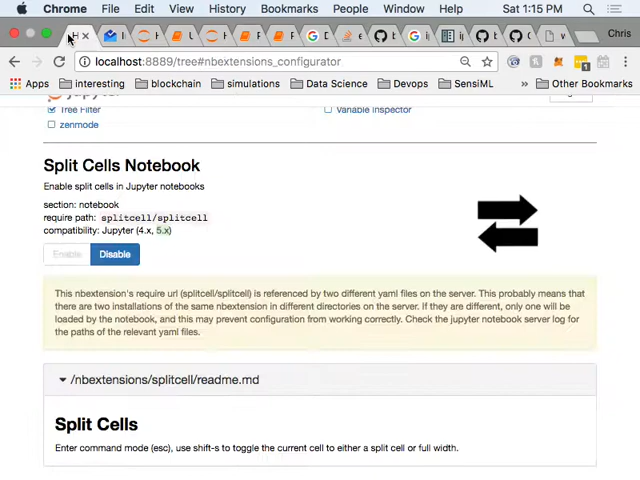 Chrome File Edit View History Bookmarks People Window Help Sat 1:15 PM
Chris
localhost:8889/tree#nbextensions_configurator
Apps interesting blockchain simulations Data Science Devops SensiML » Other Bookmarks
Tree Filter Variable Inspector
zenmode
Split Cells Notebook
Enable split cells in Jupyter notebooks
section: notebook
require path: splitcell/splitcell
compatibility: Jupyter (4.x, 5.x)
Enable Disable
This nbextension's require url (splitcell/splitcell) is referenced by two different yaml files on the server. This probably means that
there are two installations of the same nbextension in different directories on the server. If they are different, only one will be
loaded by the notebook, and this may prevent configuration from working correctly. Check the jupyter notebook server log for
the paths of the relevant yaml files.
/nbextensions/splitcell/readme.md
Split Cells
Enter command mode (esc), use shift-s to toggle the current cell to either a split cell or full width.